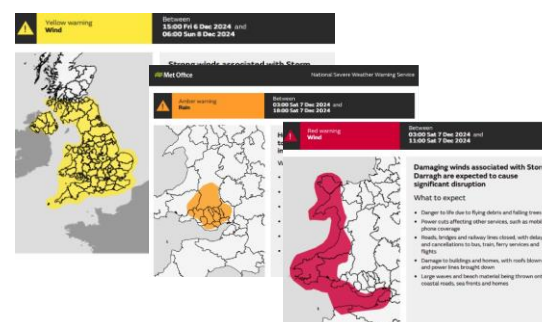 Yellow warning
Wind
Between
15:00 Fri 6 Dec 2024 and
06:00 Sun 8 Dec 2024
Strong winds associated with Storm
Met Office
National Severe Weather Warning Service
Amber warning
Rain
Between
03:00 Sat 7 Dec 2024 and
18:00 Sat 7 Dec 2024
Red warning
Wind
Between
03:00 Sat 7 Dec 2024 and
11:00 Sat 7 Dec 2024
Damaging winds associated with Stor
Darragh are expected to cause
significant disruption
What to expect
• Danger to life due to flying debris and falling trees
• Power cuts affecting other services, such as mobil
phone coverage
• Roads, bridges and railway lines closed, with delay
and cancellations to bus, train, ferry services and
flights
• Damage to buildings and homes, with roofs blown
and power lines brought down
• Large waves and beach material being thrown ont
coastal roads, sea fronts and homes